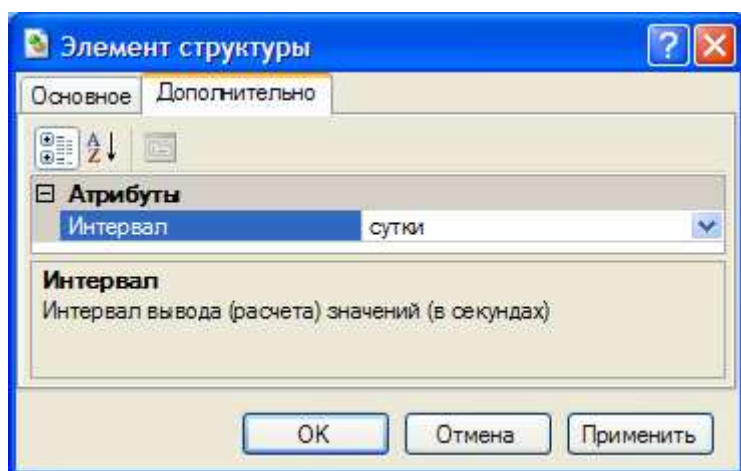 Элемент структуры
Основное Дополнительно
Атрибуты
Интервал сутки
Интервал
Интервал вывода (расчета) значений (в секундах)
OK Отмена Применить